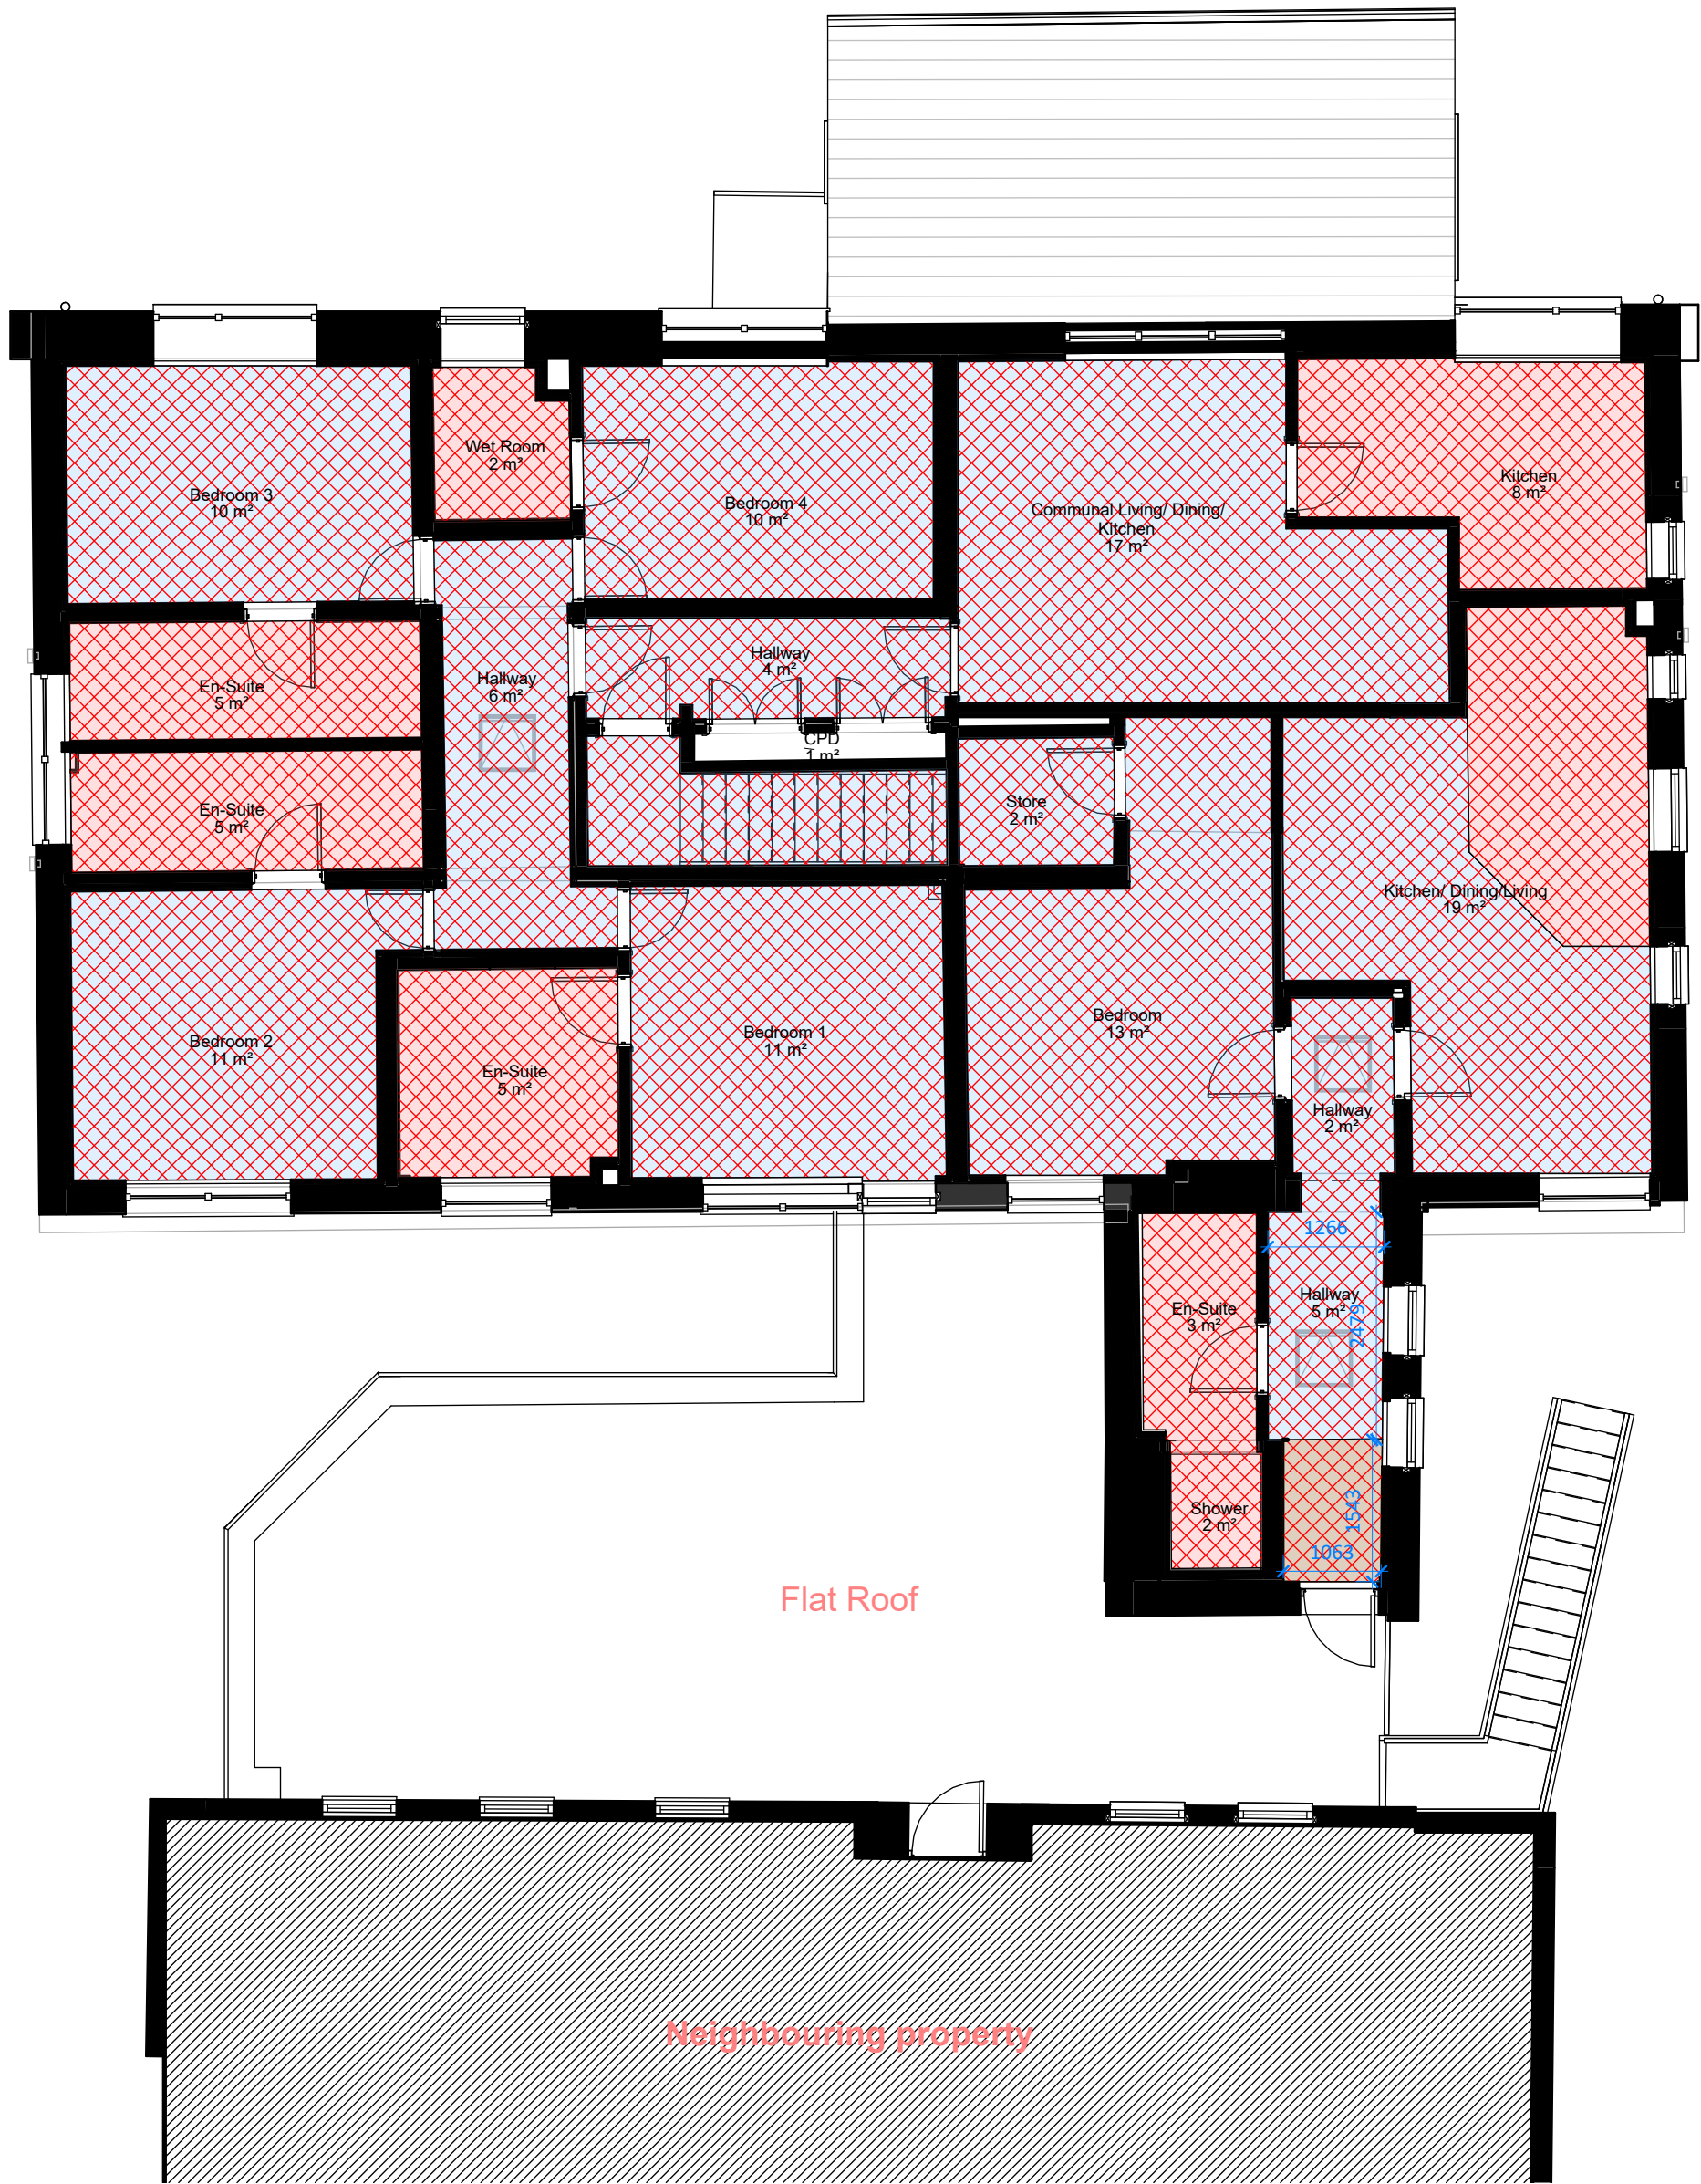 Wet Room
2 m²
Kitchen
8 m²
Bedroom 3
10 m²
Bedroom 4
10 m²
Communal Living/ Dining/
Kitchen
17 m²
Hallway
4 m²
Hallway
6 m²
En-Suite
5 m²
CPD
1 m²
Store
2 m²
En-Suite
5 m²
Kitchen/ Dining/Living
19 m²
Bedroom
13 m²
Bedroom 2
11 m²
Bedroom 1
11 m²
En-Suite
5 m²
Hallway
2 m²
1266
En-Suite
3 m²
Hallway
5 m²
2479
Shower
2 m²
1543
1063
Flat Roof
Neighbouring property